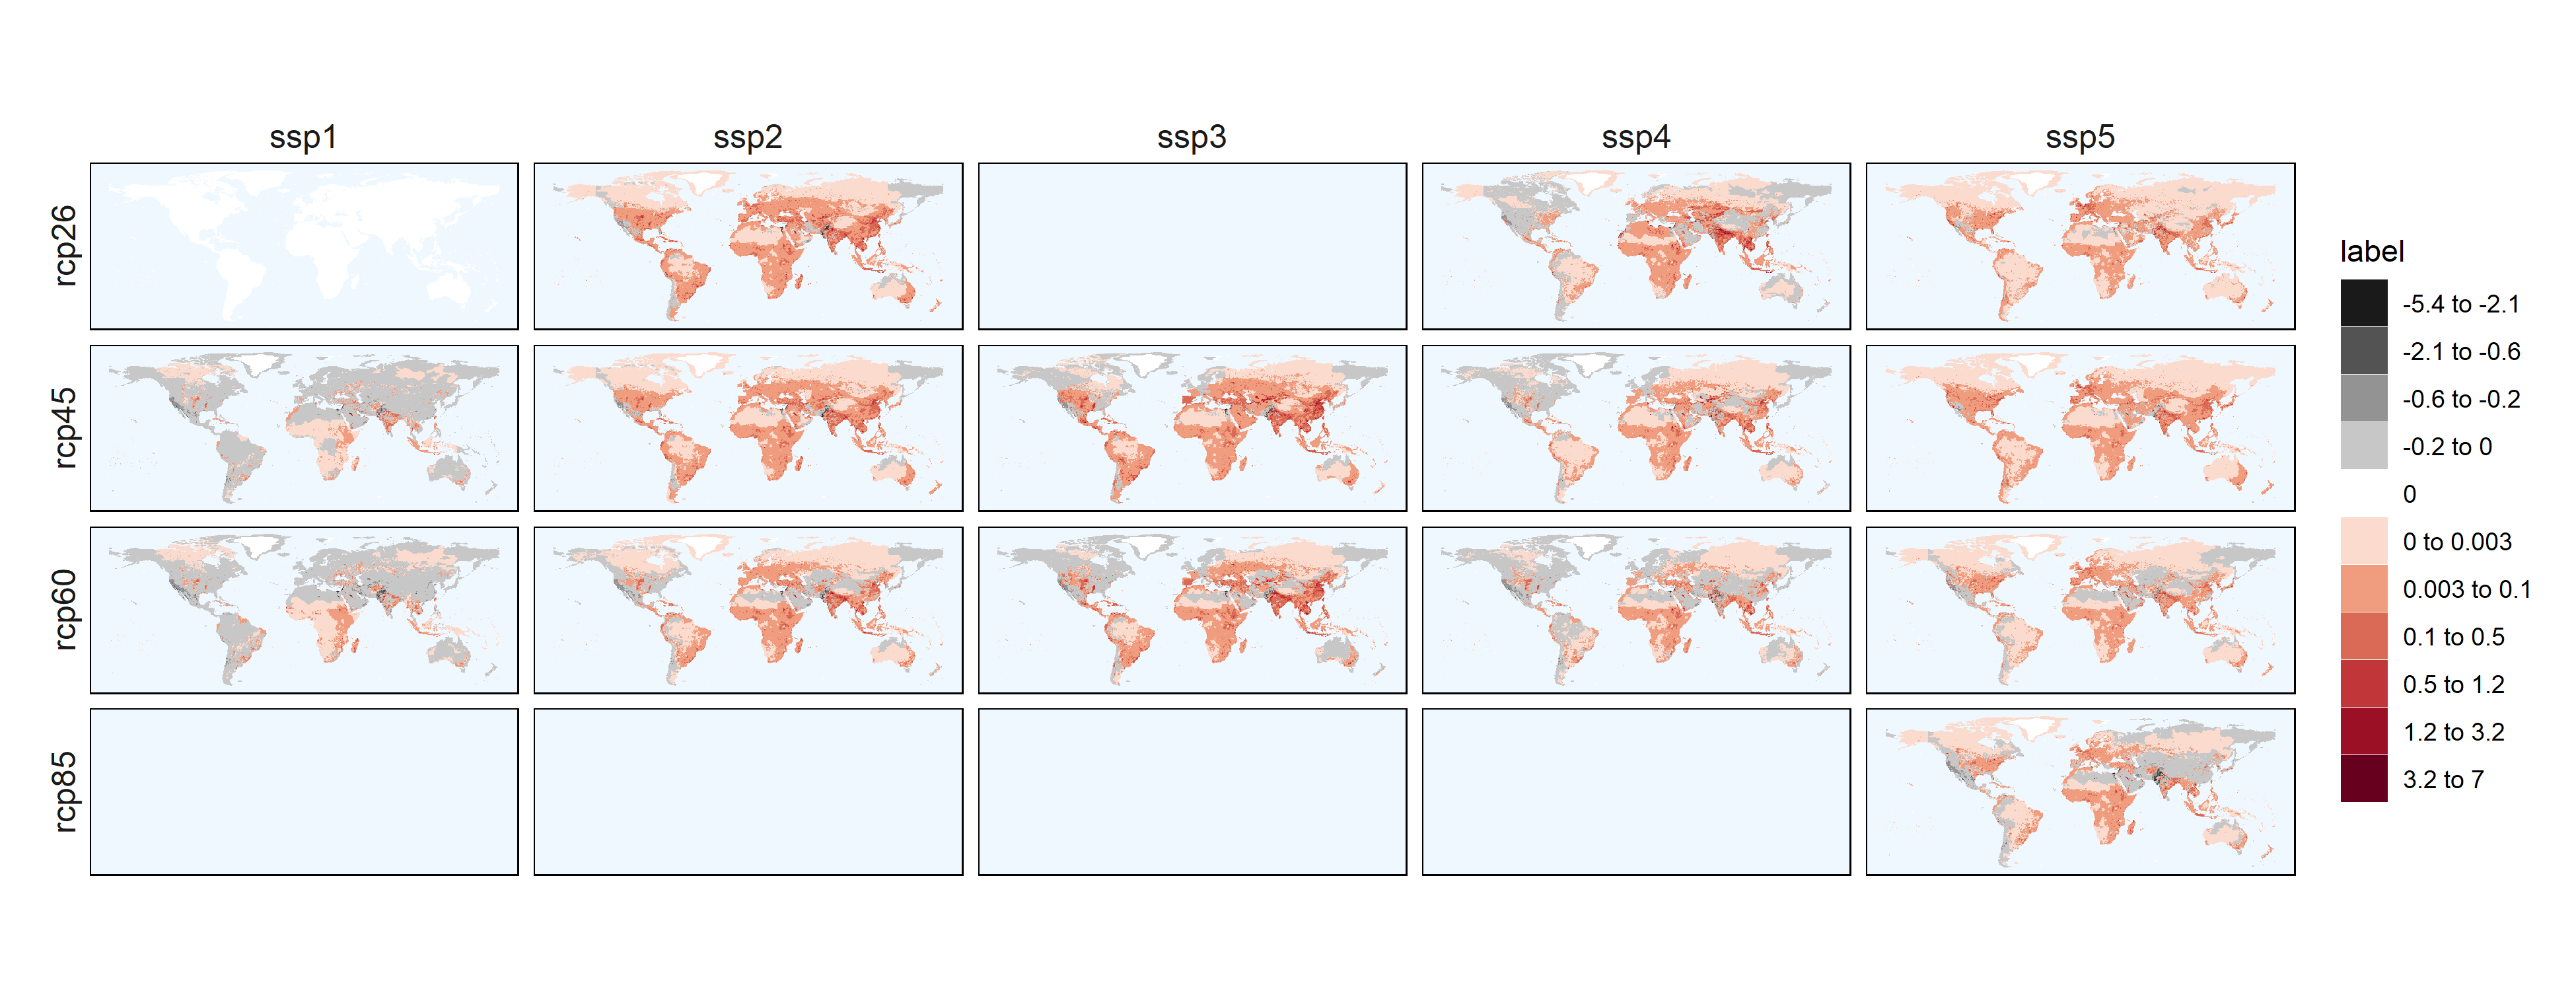 ssp1 ssp2 ssp3 ssp4 ssp5
rcp26
rcp45
rcp60
rcp85
label
-5.4 to -2.1
-2.1 to -0.6
-0.6 to -0.2
-0.2 to 0
0
0 to 0.003
0.003 to 0.1
0.1 to 0.5
0.5 to 1.2
1.2 to 3.2
3.2 to 7